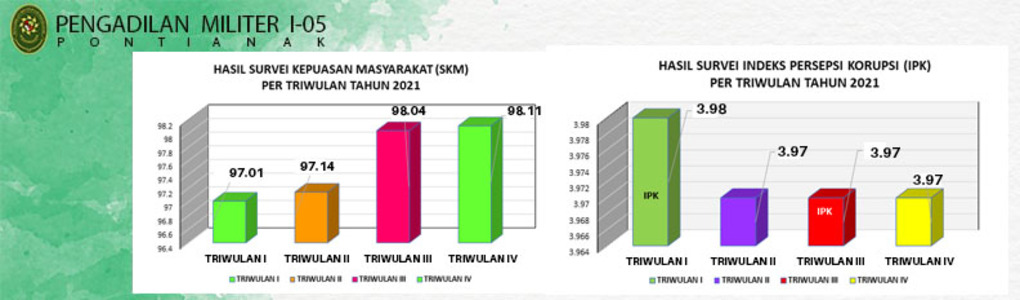 PENGADILAN MILITER I-05
PONTIANAK
HASIL SURVEI KEPUASAN MASYARAKAT (SKM)
PER TRIWULAN TAHUN 2021
98.2
98
97.8
97.6
97.4
97.2
97
96.8
96.6
96.4
97.01
97.14
98.04
98.11
TRIWULAN I
TRIWULAN II
TRIWULAN III
TRIWULAN IV
TRIWULAN I
TRIWULAN II
TRIWULAN III
TRIWULAN IV
HASIL SURVEI INDEKS PERSEPSI KORUPSI (IPK)
PER TRIWULAN TAHUN 2021
3.98
3.978
3.976
3.974
3.972
3.97
3.968
3.966
3.964
3.98
3.97
3.97
3.97
IPK
IPK
TRIWULAN I
TRIWULAN II
TRIWULAN III
TRIWULAN IV
TRIWULAN I
TRIWULAN II
TRIWULAN III
TRIWULAN IV